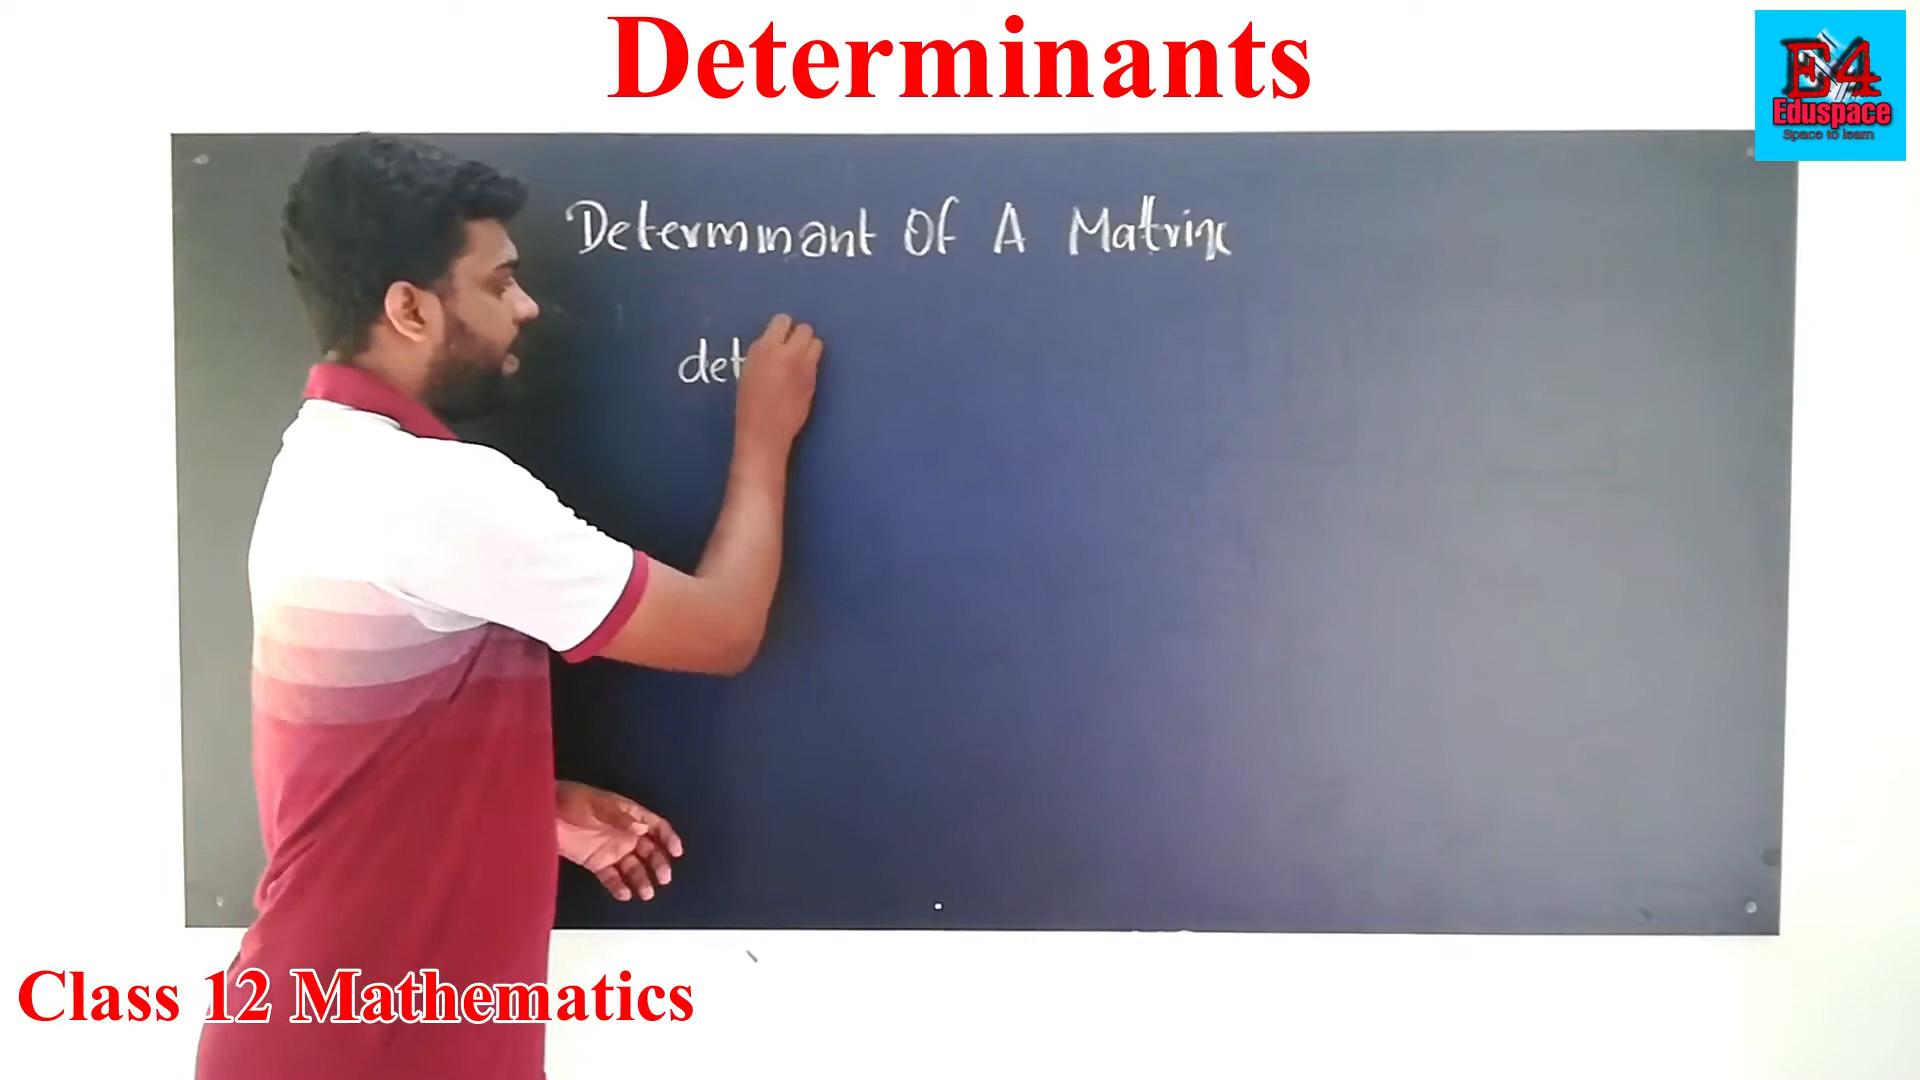 Determinants
E4
Eduspace
Space to learn
Determinant Of A Matrix
det
Class 12 Mathematics